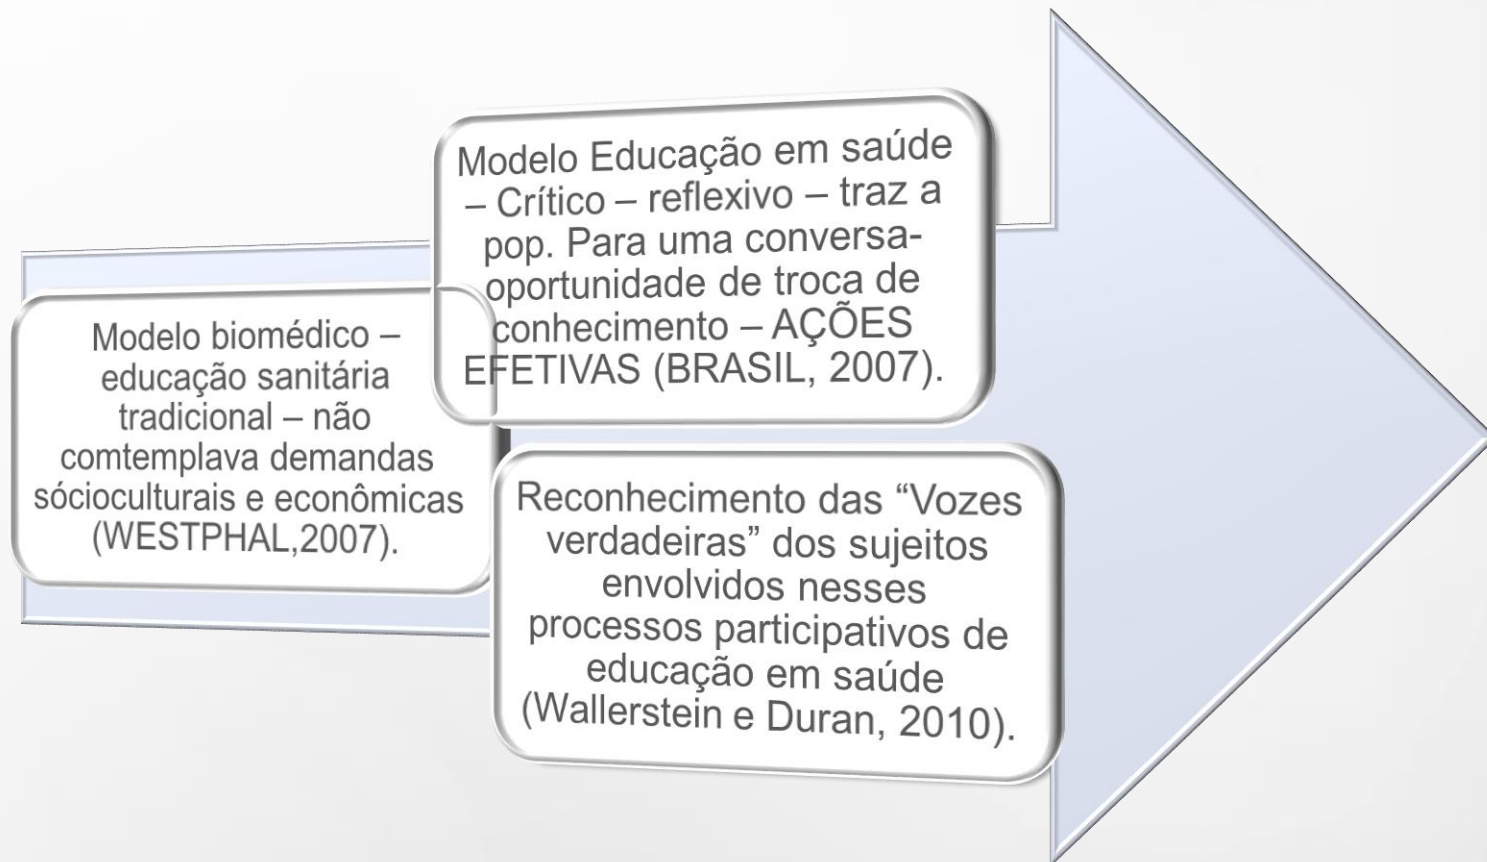 Modelo biomédico –
educação sanitária
tradicional – não
comtemplava demandas
sócioculturais e econômicas
(WESTPHAL,2007).
Modelo Educação em saúde
– Crítico – reflexivo – traz a
pop. Para uma conversa-
oportunidade de troca de
conhecimento – AÇÕES
EFETIVAS (BRASIL, 2007).
Reconhecimento das “Vozes
verdadeiras” dos sujeitos
envolvidos nesses
processos participativos de
educação em saúde
(Wallerstein e Duran, 2010).